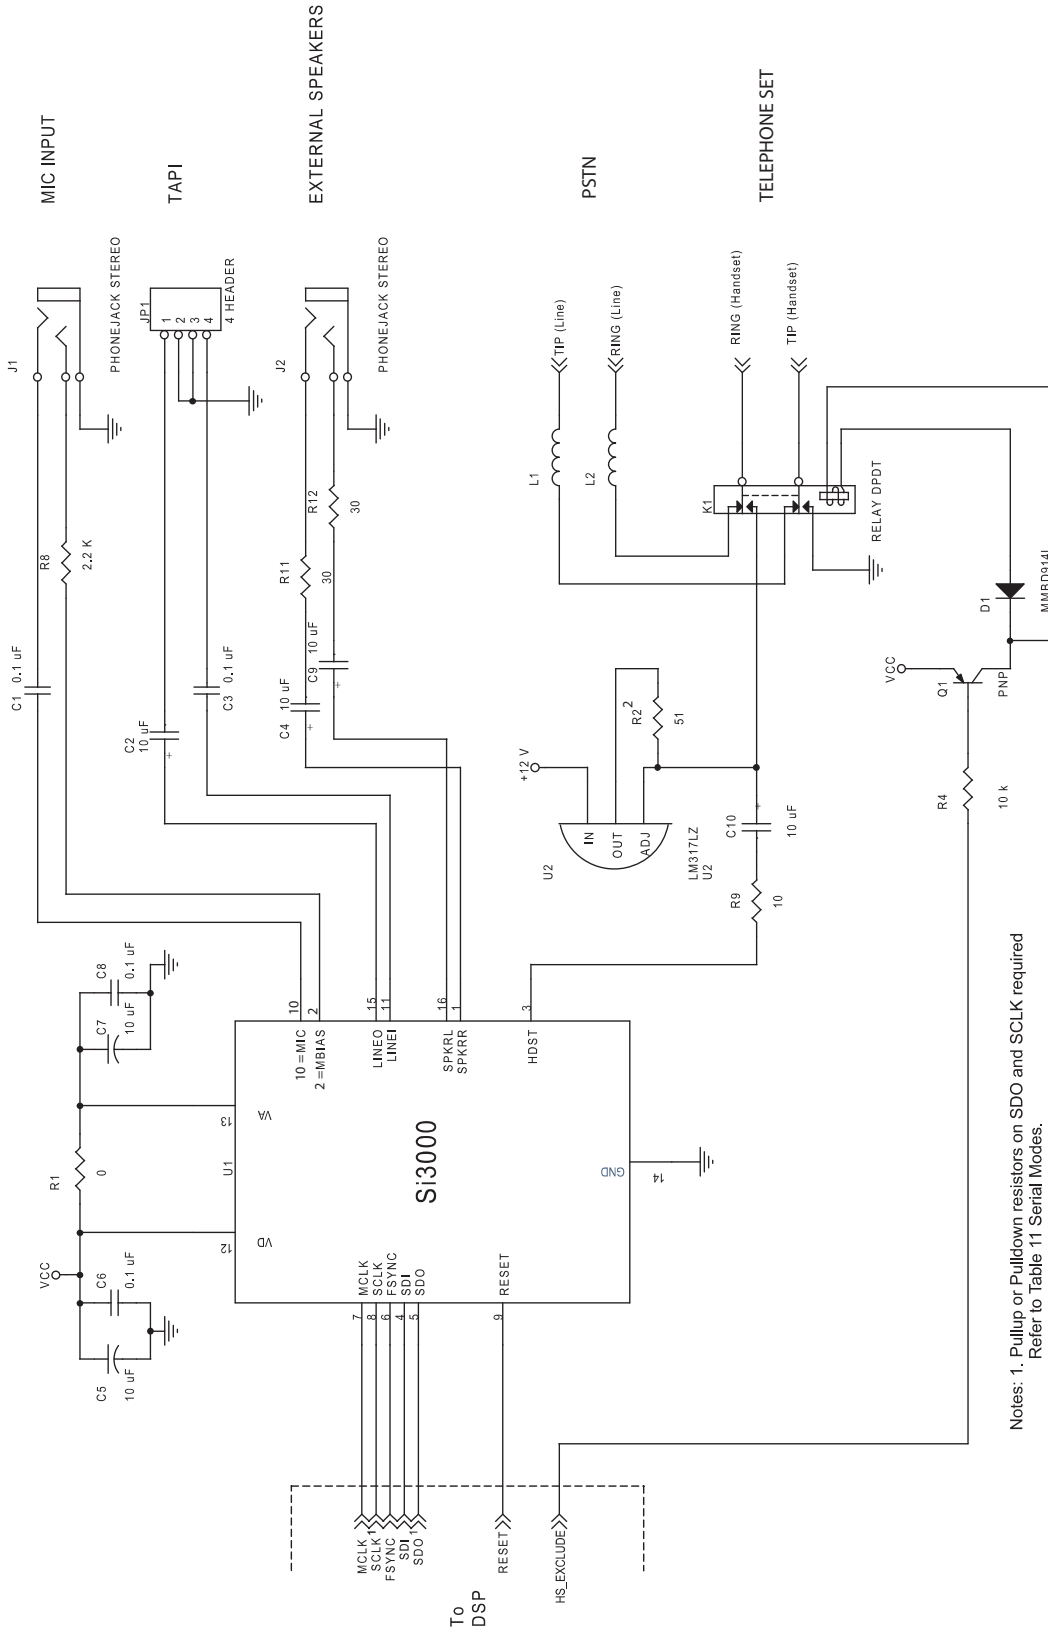 MIC INPUT
TAPI
EXTERNAL SPEAKERS
PSTN
TELEPHONE SET
J1
PHONEJACK STEREO
JP1
1
2
3
4
4 HEADER
J2
PHONEJACK STEREO
TIP (Line)
RING (Line)
RING (Handset)
TIP (Handset)
C1
0.1 uF
R8
2.2 K
C2
10 uF
+
C3
0.1 uF
R11
30
R12
30
C4
10 uF
+
C9
10 uF
+
L1
L2
K1
RELAY DPDT
+12 V
R2
2
51
U2
IN
OUT
ADJ
LM317LZ
U2
C10
+
10 uF
R9
10
VCC
Q1
PNP
D1
R4
10 k
VCC
C5
10 uF
C6
0.1 uF
R1
0
C7
10 uF
C8
0.1 uF
U1
Si3000
12
VD
13
VA
10
10 =MIC
2
2 =MBIAS
15
LINEO
11
LINEI
16
SPKRL
1
SPKRR
3
HDST
14
GND
7
MCLK
8
SCLK
6
FSYNC
4
SDI
5
SDO
9
RESET
MCLK
SCLK 1
FSYNC
SDI
SDO 1
RESET
HS_EXCLUDE
To
DSP
Notes: 1. Pullup or Pulldown resistors on SDO and SCLK required
Refer to Table 11 Serial Modes.